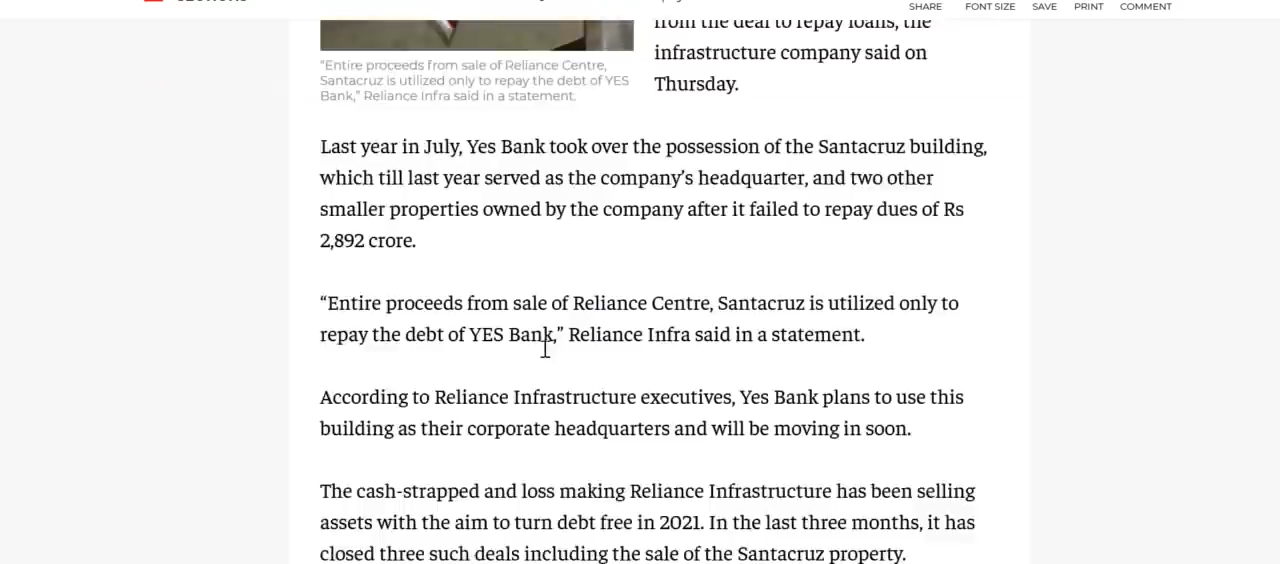 SHARE FONT SIZE SAVE PRINT COMMENT
from the deal to repay loans, the
infrastructure company said on
Thursday.
“Entire proceeds from sale of Reliance Centre,
Santacruz is utilized only to repay the debt of YES
Bank,” Reliance Infra said in a statement.
Last year in July, Yes Bank took over the possession of the Santacruz building,
which till last year served as the company’s headquarter, and two other
smaller properties owned by the company after it failed to repay dues of Rs
2,892 crore.
“Entire proceeds from sale of Reliance Centre, Santacruz is utilized only to
repay the debt of YES Bank,” Reliance Infra said in a statement.
According to Reliance Infrastructure executives, Yes Bank plans to use this
building as their corporate headquarters and will be moving in soon.
The cash-strapped and loss making Reliance Infrastructure has been selling
assets with the aim to turn debt free in 2021. In the last three months, it has
closed three such deals including the sale of the Santacruz property.